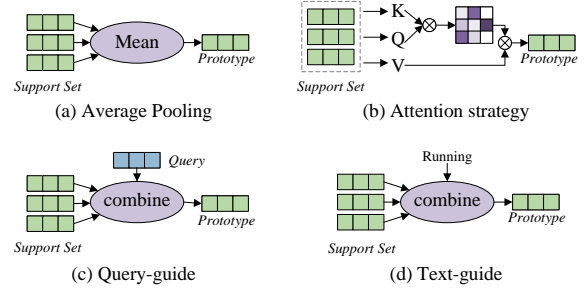 Mean
Prototype
Support Set
(a) Average Pooling
K
Q
V
Prototype
Support Set
(b) Attention strategy
Query
combine
Prototype
Support Set
(c) Query-guide
Running
combine
Prototype
Support Set
(d) Text-guide